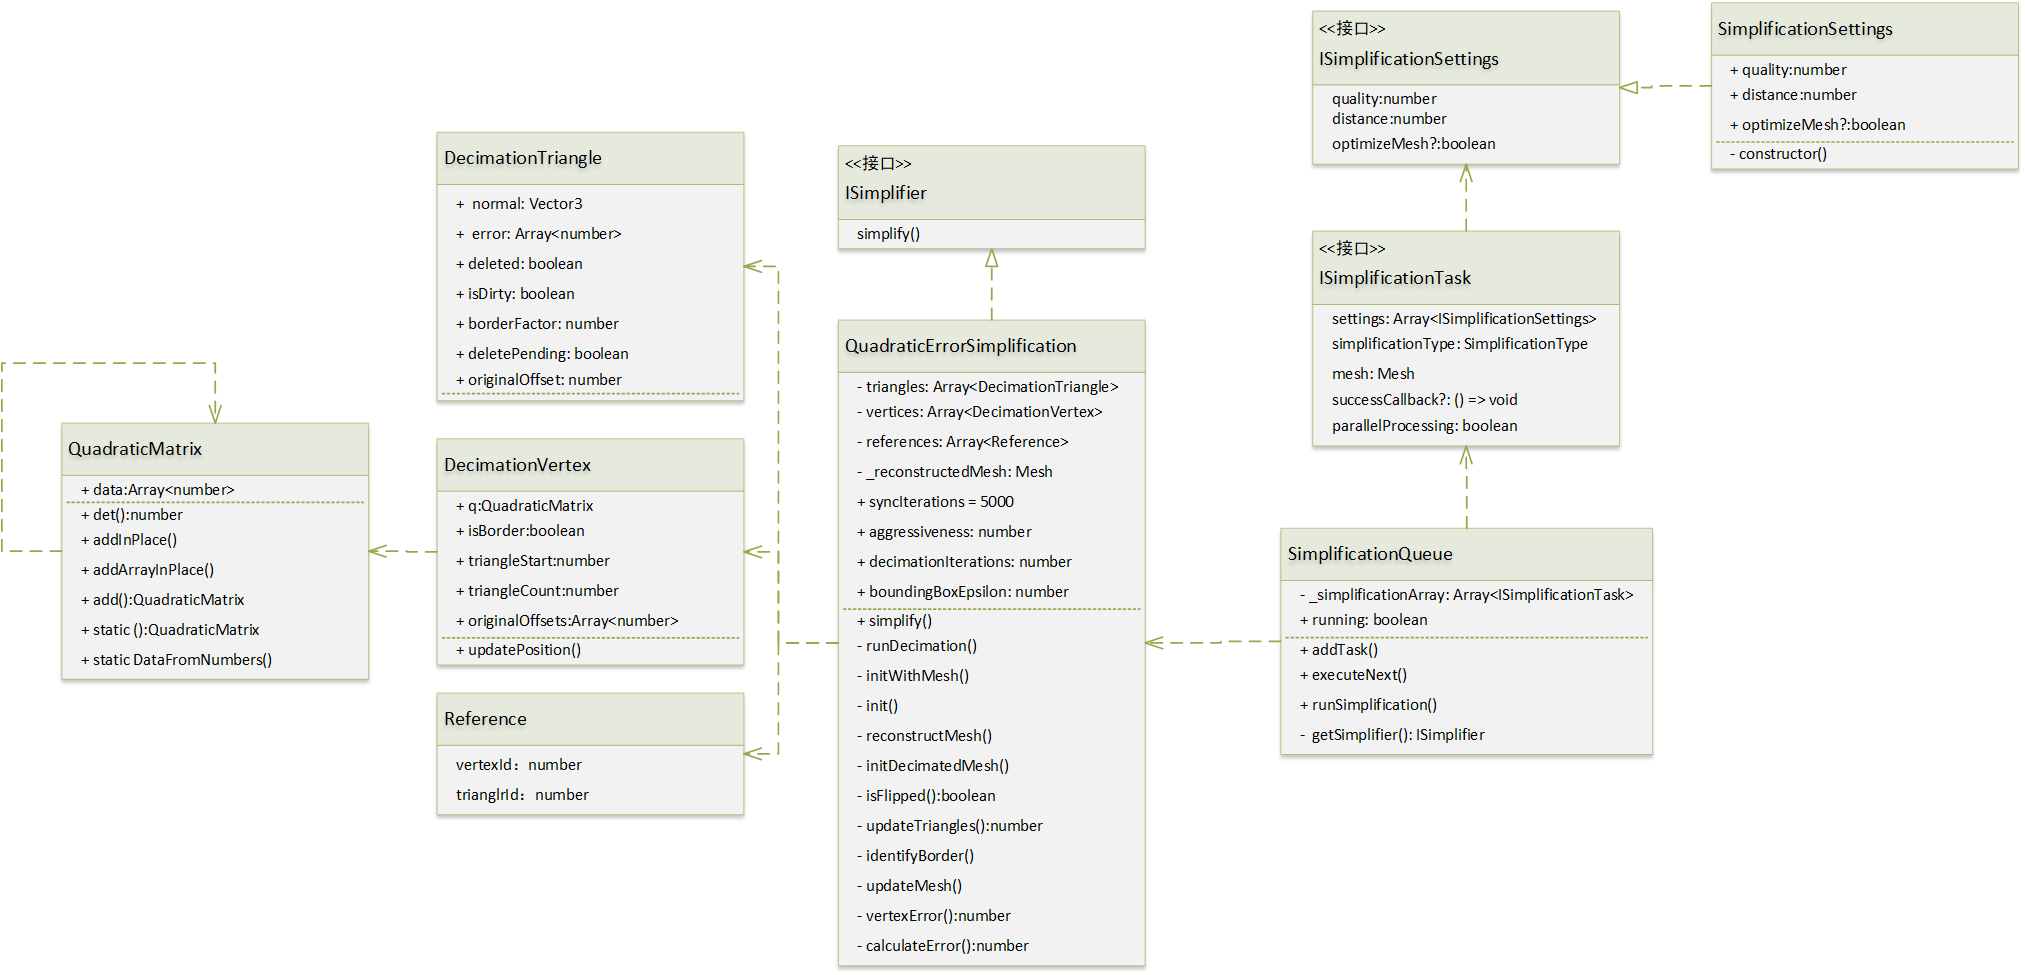 <<接口>>
ISimplificationSettings
quality:number
distance:number
optimizeMesh?:boolean
SimplificationSettings
+ quality:number
+ distance:number
+ optimizeMesh?:boolean
- constructor()
DecimationTriangle
+ normal: Vector3
+ error: Array<number>
+ deleted: boolean
+ isDirty: boolean
+ borderFactor: number
+ deletePending: boolean
+ originalOffset: number
<<接口>>
ISimplifier
simplify()
<<接口>>
ISimplificationTask
settings: Array<ISimplificationSettings>
simplificationType: SimplificationType
mesh: Mesh
successCallback?: () => void
parallelProcessing: boolean
QuadraticMatrix
+ data:Array<number>
+ det():number
+ addInPlace()
+ addArrayInPlace()
+ add():QuadraticMatrix
+ static ():QuadraticMatrix
+ static DataFromNumbers()
DecimationVertex
+ q:QuadraticMatrix
+ isBorder:boolean
+ triangleStart:number
+ triangleCount:number
+ originalOffsets:Array<number>
+ updatePosition()
Reference
vertexId：number
trianglrId：number
QuadraticErrorSimplification
- triangles: Array<DecimationTriangle>
- vertices: Array<DecimationVertex>
- references: Array<Reference>
- _reconstructedMesh: Mesh
+ syncIterations = 5000
+ aggressiveness: number
+ decimationIterations: number
+ boundingBoxEpsilon: number
+ simplify()
- runDecimation()
- initWithMesh()
- init()
- reconstructMesh()
- initDecimatedMesh()
- isFlipped():boolean
- updateTriangles():number
- identifyBorder()
- updateMesh()
- vertexError():number
- calculateError():number
SimplificationQueue
- _simplificationArray: Array<ISimplificationTask>
+ running: boolean
+ addTask()
+ executeNext()
+ runSimplification()
- getSimplifier(): ISimplifier